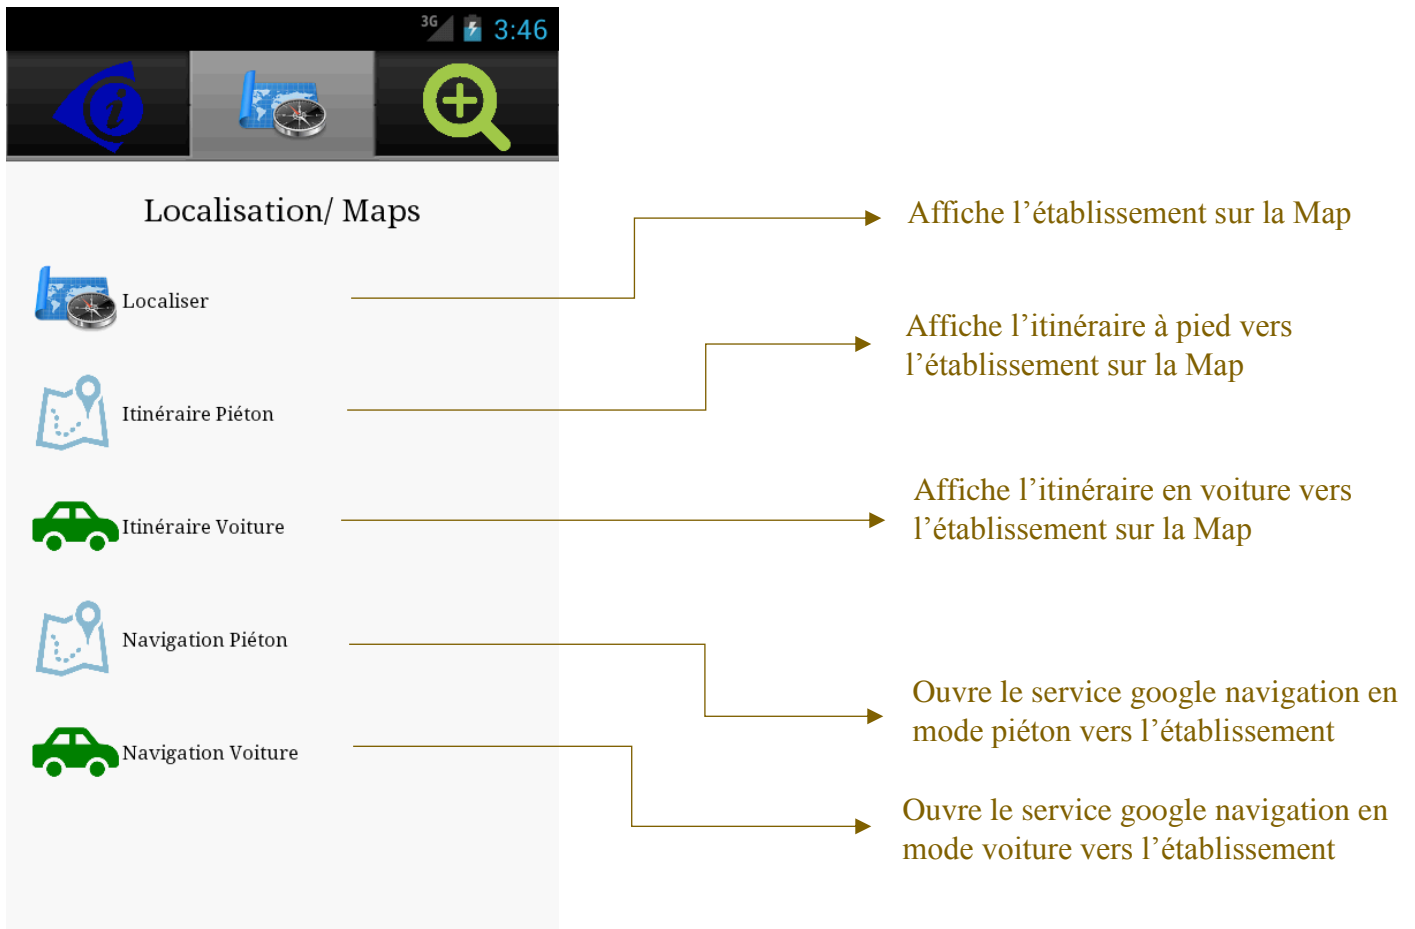 3G 3:46
Localisation/ Maps
Localiser
Itinéraire Piéton
Itinéraire Voiture
Navigation Piéton
Navigation Voiture
Affiche l’établissement sur la Map
Affiche l’itinéraire à pied vers
l’établissement sur la Map
Affiche l’itinéraire en voiture vers
l’établissement sur la Map
Ouvre le service google navigation en
mode piéton vers l’établissement
Ouvre le service google navigation en
mode voiture vers l’établissement